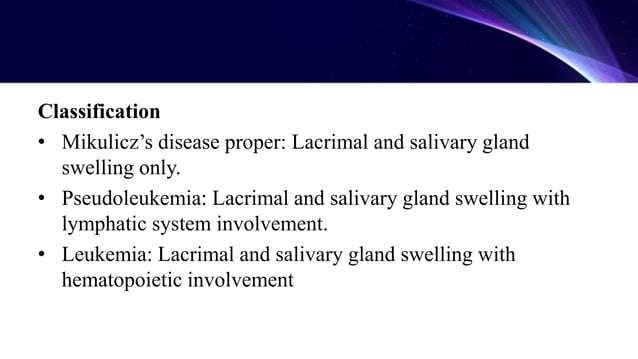 Classification
• Mikulicz’s disease proper: Lacrimal and salivary gland
swelling only.
• Pseudoleukemia: Lacrimal and salivary gland swelling with
lymphatic system involvement.
• Leukemia: Lacrimal and salivary gland swelling with
hematopoietic involvement